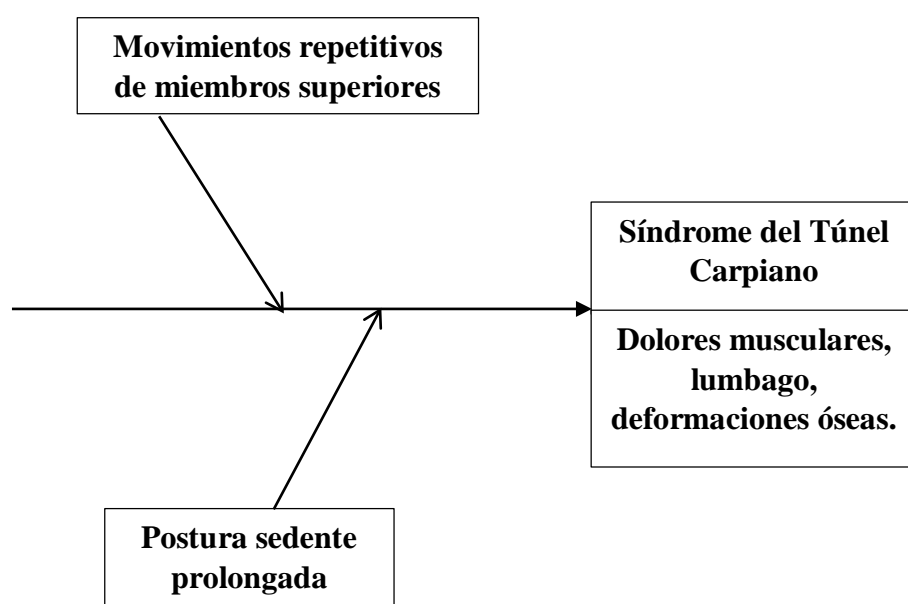 Movimientos repetitivos
de miembros superiores
Síndrome del Túnel
Carpiano
Dolores musculares,
lumbago,
deformaciones óseas.
Postura sedente
prolongada